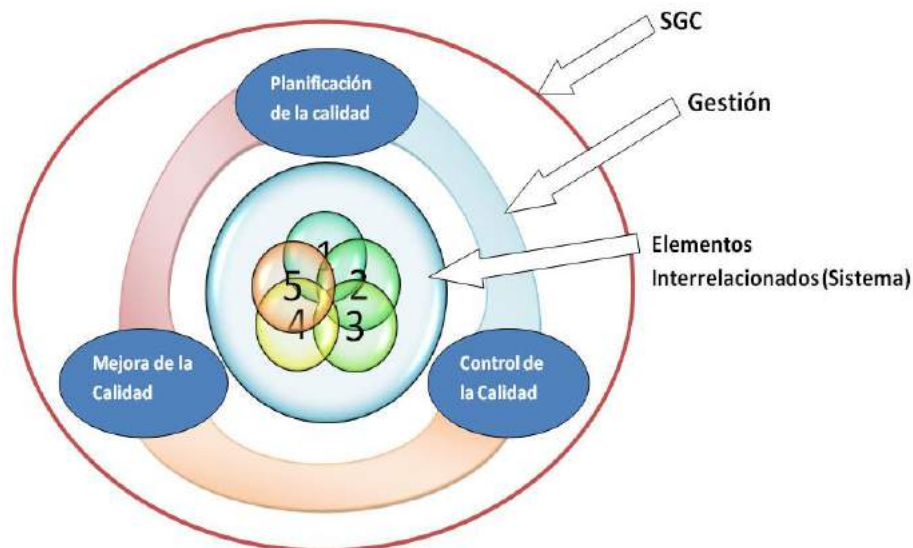 SGC
Gestión
Planificación
de la calidad
Elementos
Interrelacionados (Sistema)
1
5
2
4
3
Mejora de la
Calidad
Control de
la Calidad